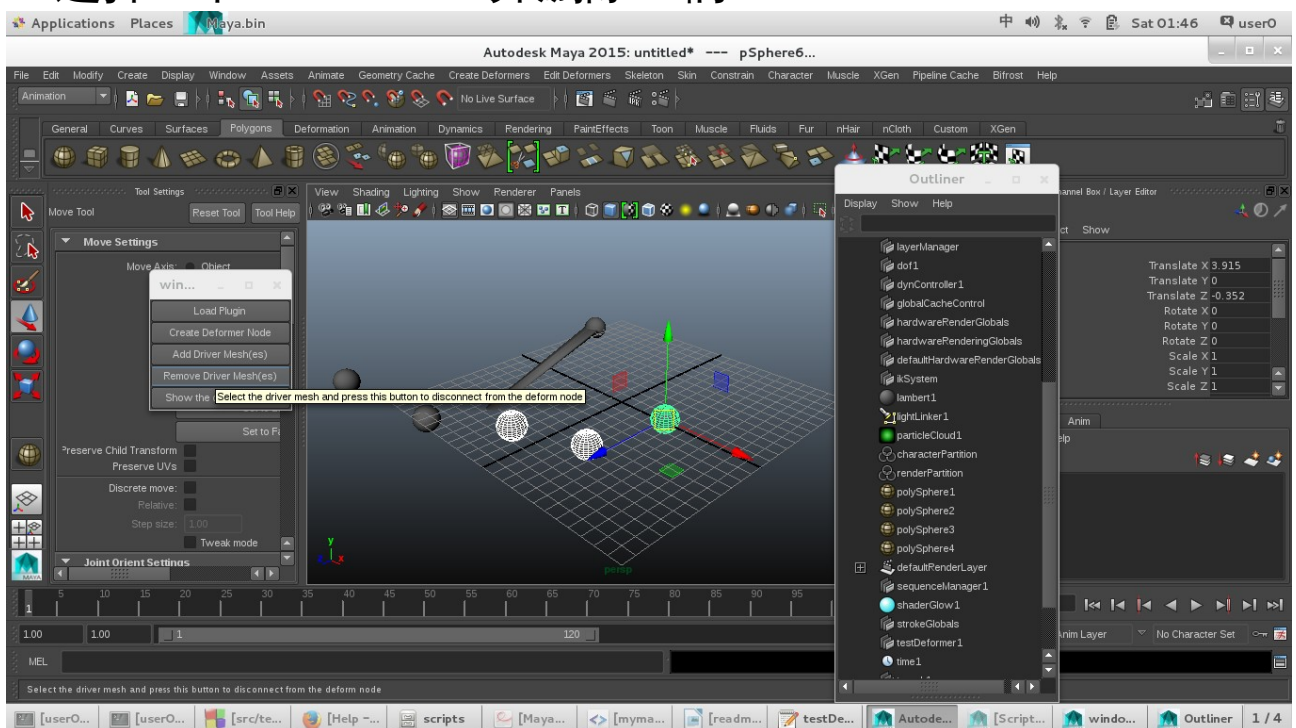 Applications Places Maya.bin 中 Sat 01:46 userO
Autodesk Maya 2015: untitled* --- pSphere6...
File Edit Modify Create Display Window Assets Animate Geometry Cache Create Deformers Edit Deformers Skeleton Skin Constrain Character Muscle XGen Pipeline Cache Bifrost Help
Animation No Live Surface
General Curves Surfaces Polygons Deformation Animation Dynamics Rendering PaintEffects Toon Muscle Fluids Fur nHair nCloth Custom XGen
Tool Settings
Move Tool Reset Tool Tool Help
Move Settings
Move Axis: Object
win...
Load Plugin
Create Deformer Node
Add Driver Mesh(es)
Remove Driver Mesh(es)
Show the
Select the driver mesh and press this button to disconnect from the deform node
Set to
Preserve Child Transform
Preserve UVs
Discrete move:
Relative:
Step size: 1.00
Tweak mode
Joint Orient Settings
View Shading Lighting Show Renderer Panels
y
x
persp
Outliner
Display Show Help
layerManager
dof1
dynController1
globalCacheControl
hardwareRenderGlobals
hardwareRenderingGlobals
defaultHardwareRenderGlobals
ikSystem
lambert1
lightLinker1
particleCloud1
characterPartition
renderPartition
polySphere1
polySphere2
polySphere3
polySphere4
defaultRenderLayer
sequenceManager1
shaderGlow1
strokeGlobals
testDeformer1
time1
annel Box / Layer Editor
ct Show
Translate X 3.915
Translate Y 0
Translate Z -0.352
Rotate X 0
Rotate Y 0
Rotate Z 0
Scale X 1
Scale Y 1
Scale Z 1
Anim
elp
5 10 15 20 25 30 35 40 45 50 55 60 65 70 75 80 85 90 95
1
1.00 1.00 1 120 Anim Layer No Character Set
MEL
Select the driver mesh and press this button to disconnect from the deform node
[userO... [userO... [src/te... [Help -... scripts [Maya... [myma... [readm... testDe... Autode... [Script... windo... Outliner 1 / 4